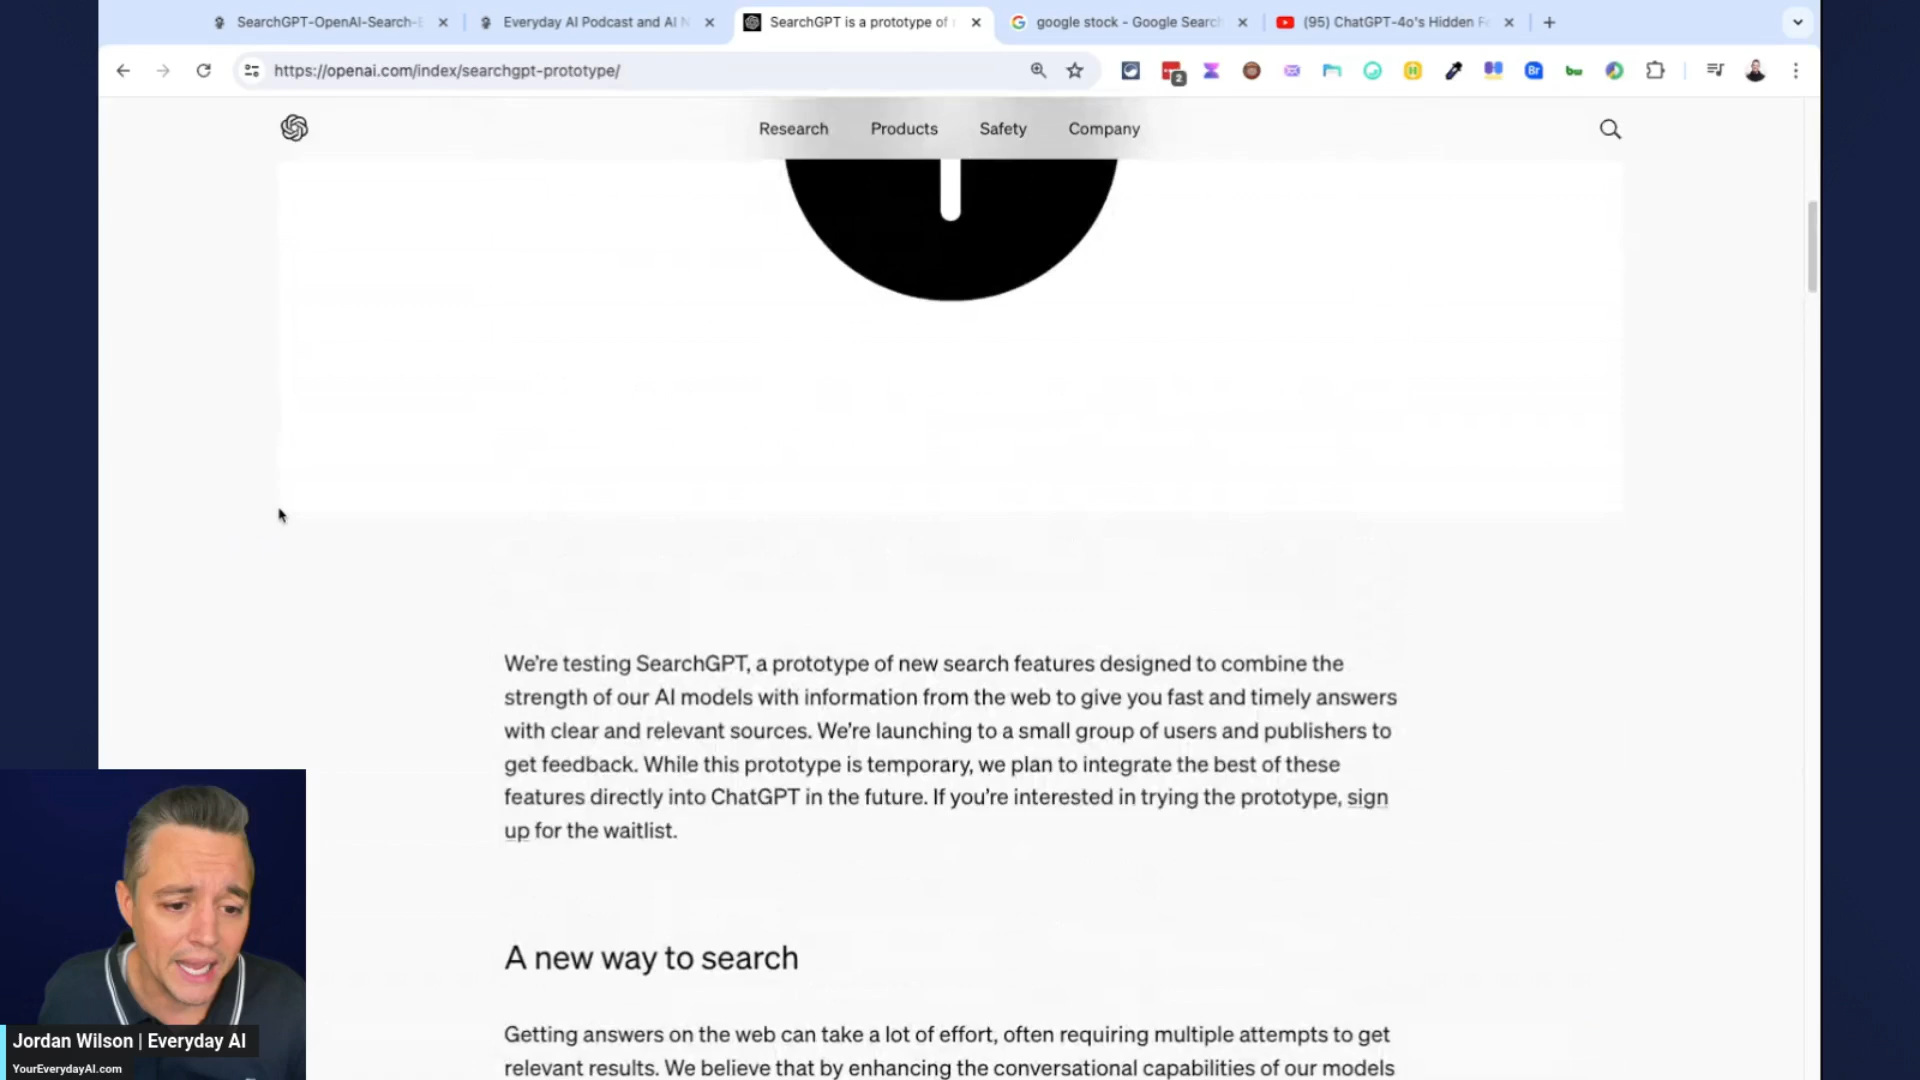 SearchGPT-OpenAI-Search-
Everyday AI Podcast and AI N
SearchGPT is a prototype of
google stock - Google Search
(95) ChatGPT-4o's Hidden Fe
https://openai.com/index/searchgpt-prototype/
2
Br
bw
Research
Products
Safety
Company
We're testing SearchGPT, a prototype of new search features designed to combine the
strength of our AI models with information from the web to give you fast and timely answers
with clear and relevant sources. We're launching to a small group of users and publishers to
get feedback. While this prototype is temporary, we plan to integrate the best of these
features directly into ChatGPT in the future. If you're interested in trying the prototype, sign
up for the waitlist.
A new way to search
Getting answers on the web can take a lot of effort, often requiring multiple attempts to get
relevant results. We believe that by enhancing the conversational capabilities of our models
Jordan Wilson | Everyday AI
YourEverydayAI.com